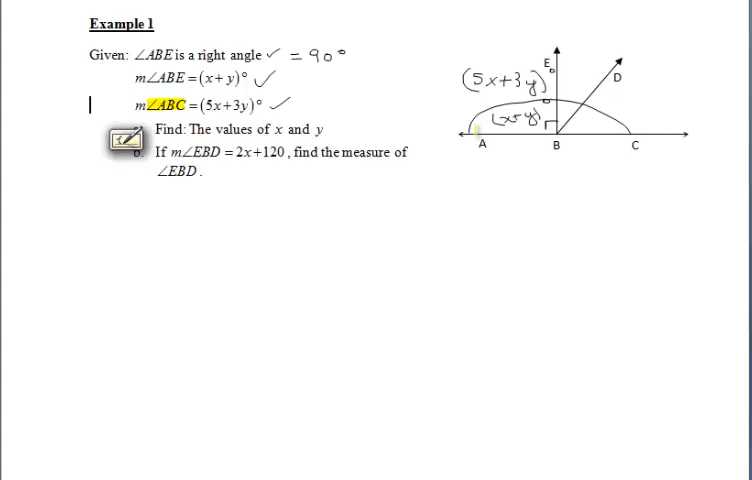 Example 1
Given: ∠ABE is a right angle ✓ = 90°
m∠ABE = (x + y)° ✓
m∠ABC = (5x+3y)° ✓
Find: The values of x and y
b. If m∠EBD = 2x+120, find the measure of
∠EBD.
E
D
(5x+3y)°
(x+y)°
A
B
C